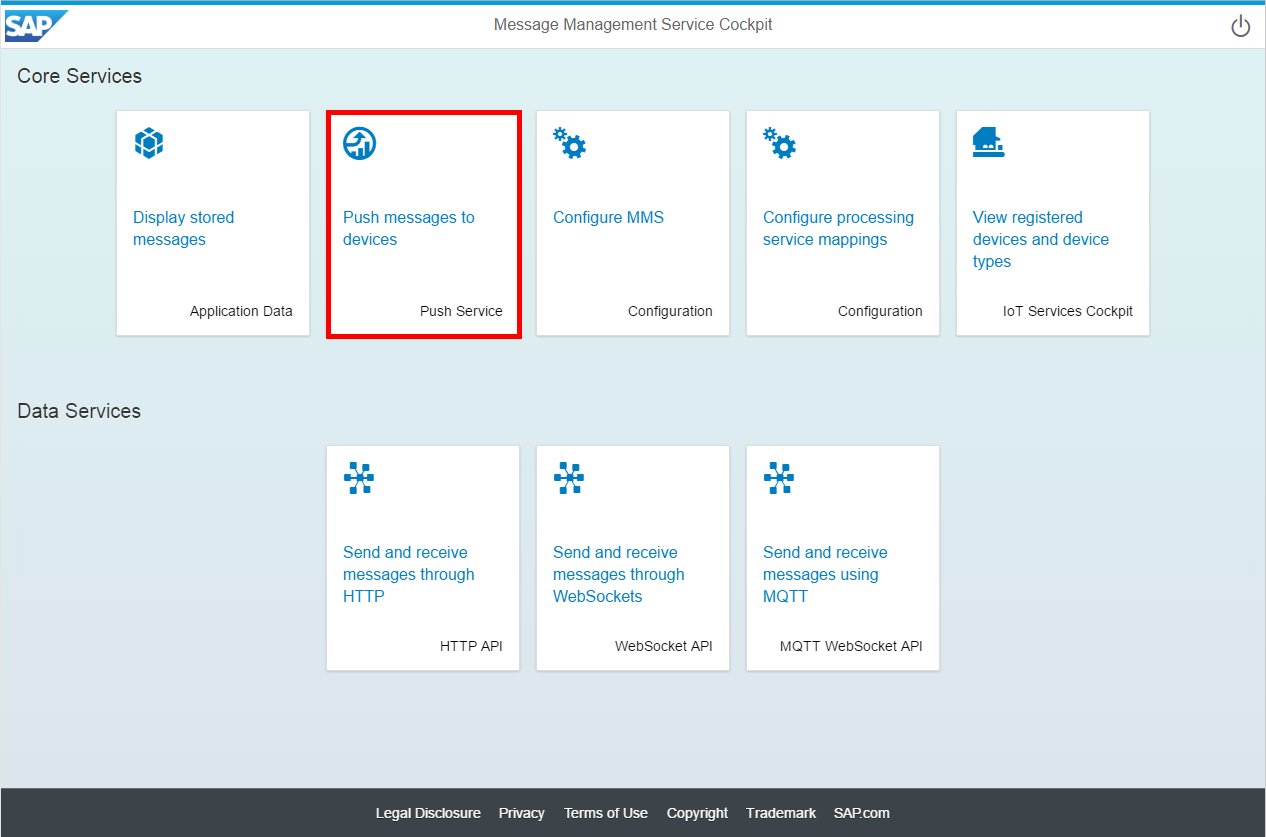 SAP
Message Management Service Cockpit
Core Services
Display stored
messages
Application Data
Push messages to
devices
Push Service
Configure MMS
Configuration
Configure processing
service mappings
Configuration
View registered
devices and device
types
IoT Services Cockpit
Data Services
Send and receive
messages through
HTTP
HTTP API
Send and receive
messages through
WebSockets
WebSocket API
Send and receive
messages using
MQTT
MQTT WebSocket API
Legal Disclosure Privacy Terms of Use Copyright Trademark SAP.com